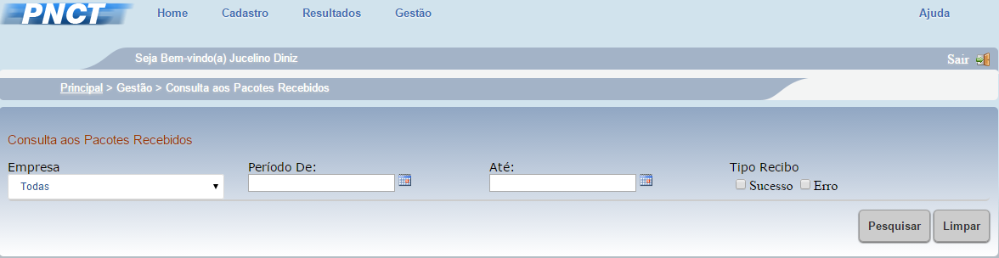 PNCT Home Cadastro Resultados Gestão Ajuda
Seja Bem-vindo(a) Jucelino Diniz Sair
Principal > Gestão > Consulta aos Pacotes Recebidos
Consulta aos Pacotes Recebidos
Empresa Período De: Até: Tipo Recibo
Todas Sucesso Erro
Pesquisar Limpar